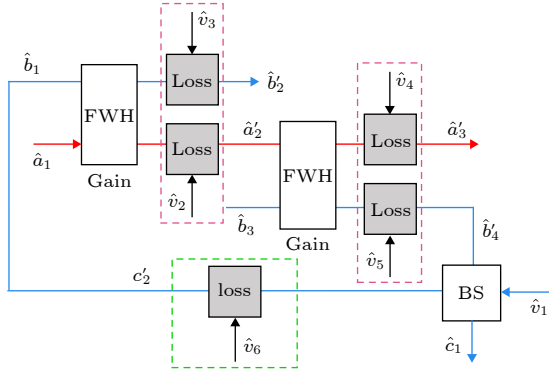 v̂₃
b̂₁
Loss
b̂′₂
v̂₄
FWH
â₁
Loss
â′₂
FWH
Loss
â′₃
Gain
v̂₂
b̂₃
Loss
Gain
b̂′₄
v̂₅
c′₂
loss
BS
v̂₁
v̂₆
ĉ₁